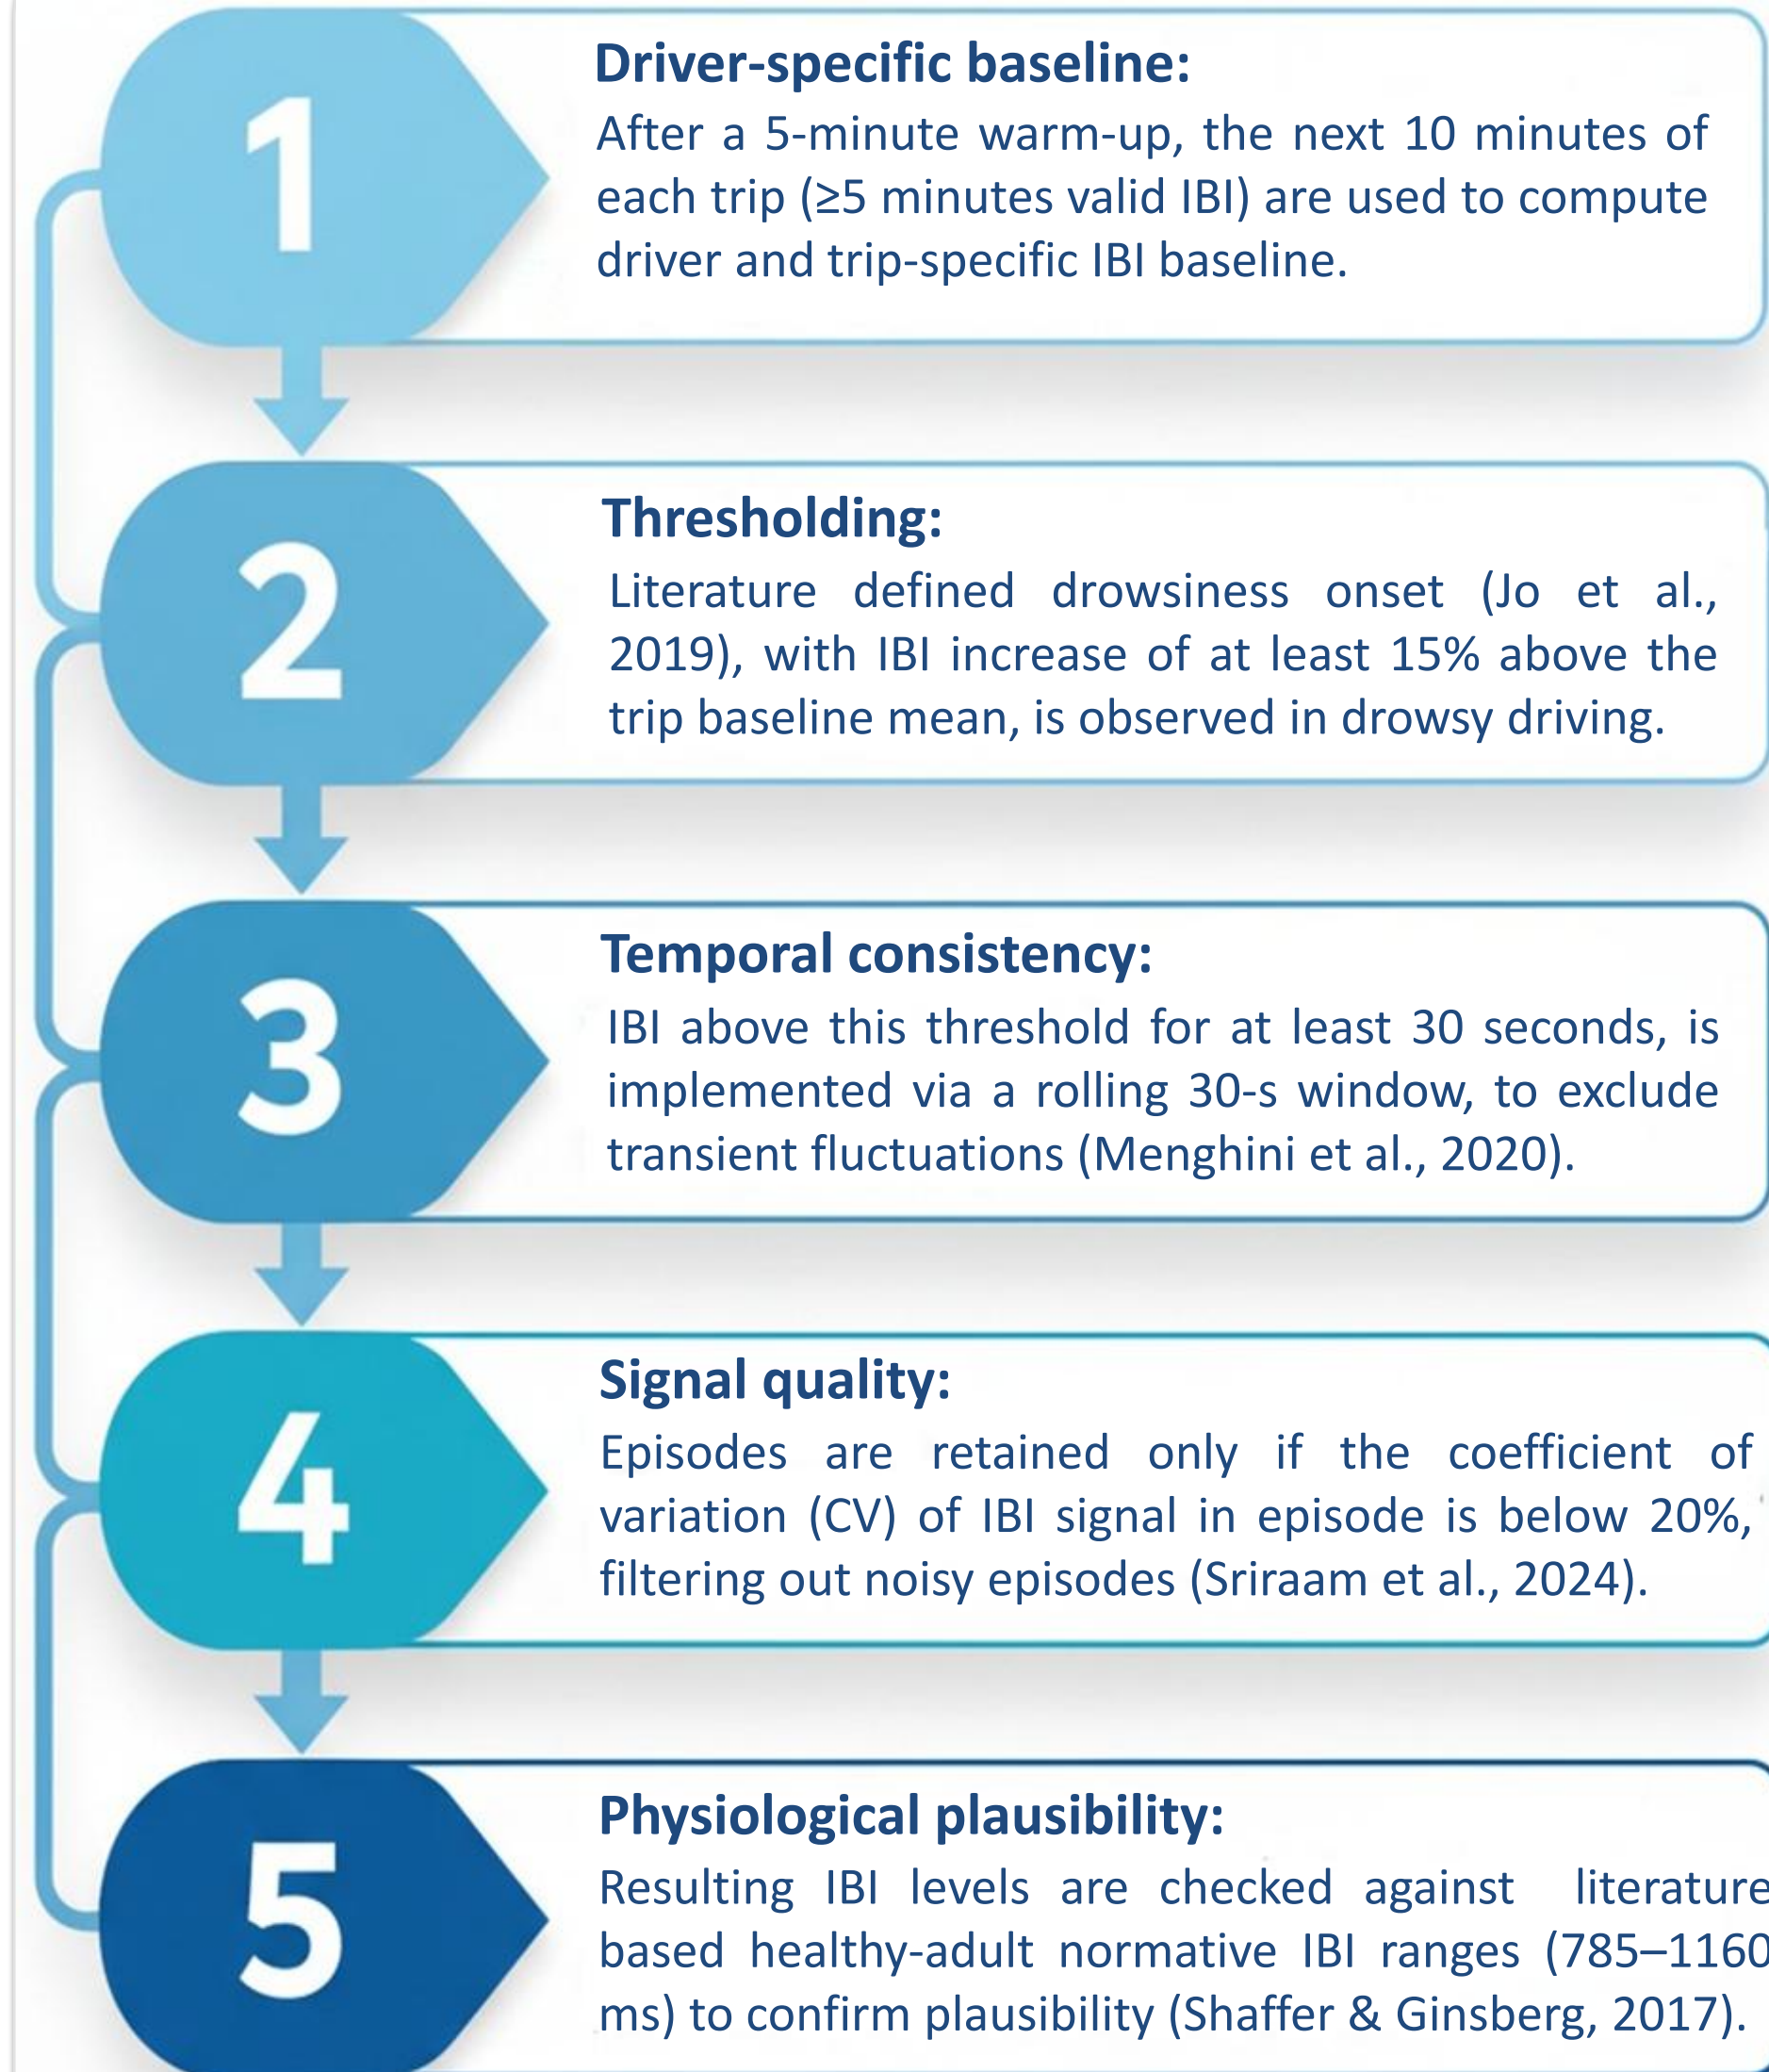 1
Driver-specific baseline:
After a 5-minute warm-up, the next 10 minutes of
each trip (≥5 minutes valid IBI) are used to compute
driver and trip-specific IBI baseline.
2
Thresholding:
Literature defined drowsiness onset (Jo et al.,
2019), with IBI increase of at least 15% above the
trip baseline mean, is observed in drowsy driving.
3
Temporal consistency:
IBI above this threshold for at least 30 seconds, is
implemented via a rolling 30-s window, to exclude
transient fluctuations (Menghini et al., 2020).
4
Signal quality:
Episodes are retained only if the coefficient of
variation (CV) of IBI signal in episode is below 20%,
filtering out noisy episodes (Sriraam et al., 2024).
5
Physiological plausibility:
Resulting IBI levels are checked against literature
based healthy-adult normative IBI ranges (785–1160
ms) to confirm plausibility (Shaffer & Ginsberg, 2017).